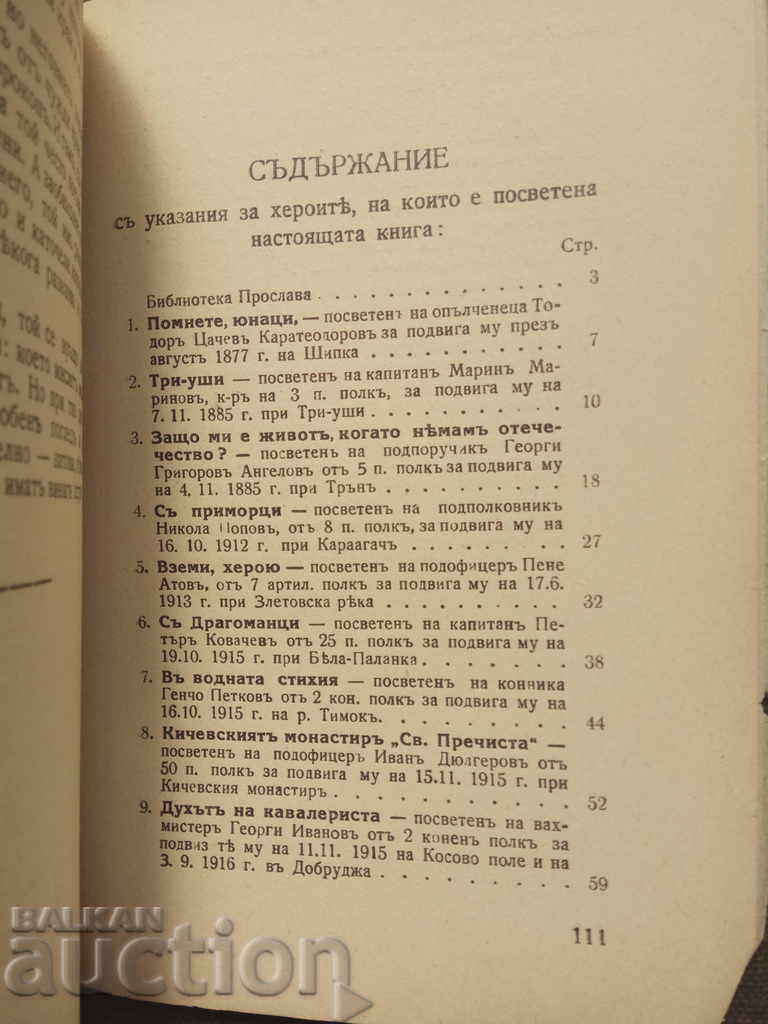 СЪДЪРЖАНИЕ
съ указания за хероитѣ, на които е посветена
настоящата книга:
Стр.
Библиотека Прослава 3
1. Помнете, юнаци, — посветенъ на опълченеца То-
доръ Цачевъ Каратеодоровъ за подвига му презъ
августъ 1877 г. на Шипка 7
2. Три-уши — посветенъ на капитанъ Маринъ Ма-
риновъ, к-ръ на 3 п. полкъ, за подвига му на
7. 11. 1885 г. при Три-уши 10
3. Защо ми е животъ, когато нѣмамъ отече-
чество? — посветенъ на подпоручикъ Георги
Григоровъ Ангеловъ отъ 5 п. полкъ за подвига му
на 4. 11. 1885 г. при Трънъ 18
4. Съ приморци — посветенъ на подполковникъ
Никола Поповъ, отъ 8 п. полкъ, за подвига му на
16. 10. 1912 г. при Караагачъ 27
5. Вземи, херою — посветенъ на подофицеръ Пене
Атовъ, отъ 7 артил. полкъ за подвига му на 17.6.
1913 г. при Злетовска рѣка 32
6. Съ Драгоманци — посветенъ на капитанъ Пе-
търъ Ковачевъ отъ 25 п. полкъ за подвига му на
19.10. 1915 г. при Бѣла-Паланка 38
7. Въ водната стихия — посветенъ на конника
Генчо Петковъ отъ 2 кон. полкъ за подвига му на
16.10. 1915 г. на р. Тимокъ 44
8. Кичевскиятъ монастиръ „Св. Пречиста“ —
посветенъ на подофицеръ Иванъ Дюлгеровъ отъ
50 п. полкъ за подвига му на 15.11. 1915 г. при
Кичевския монастиръ 52
9. Духътъ на кавалериста — посветенъ на вах-
мистеръ Георги Ивановъ отъ 2 коненъ полкъ за
подвиз тѣ му на 11.11. 1915 на Косово поле и на
3. 9. 1916 г. въ Добруджа 59
111
BALKAN
auction